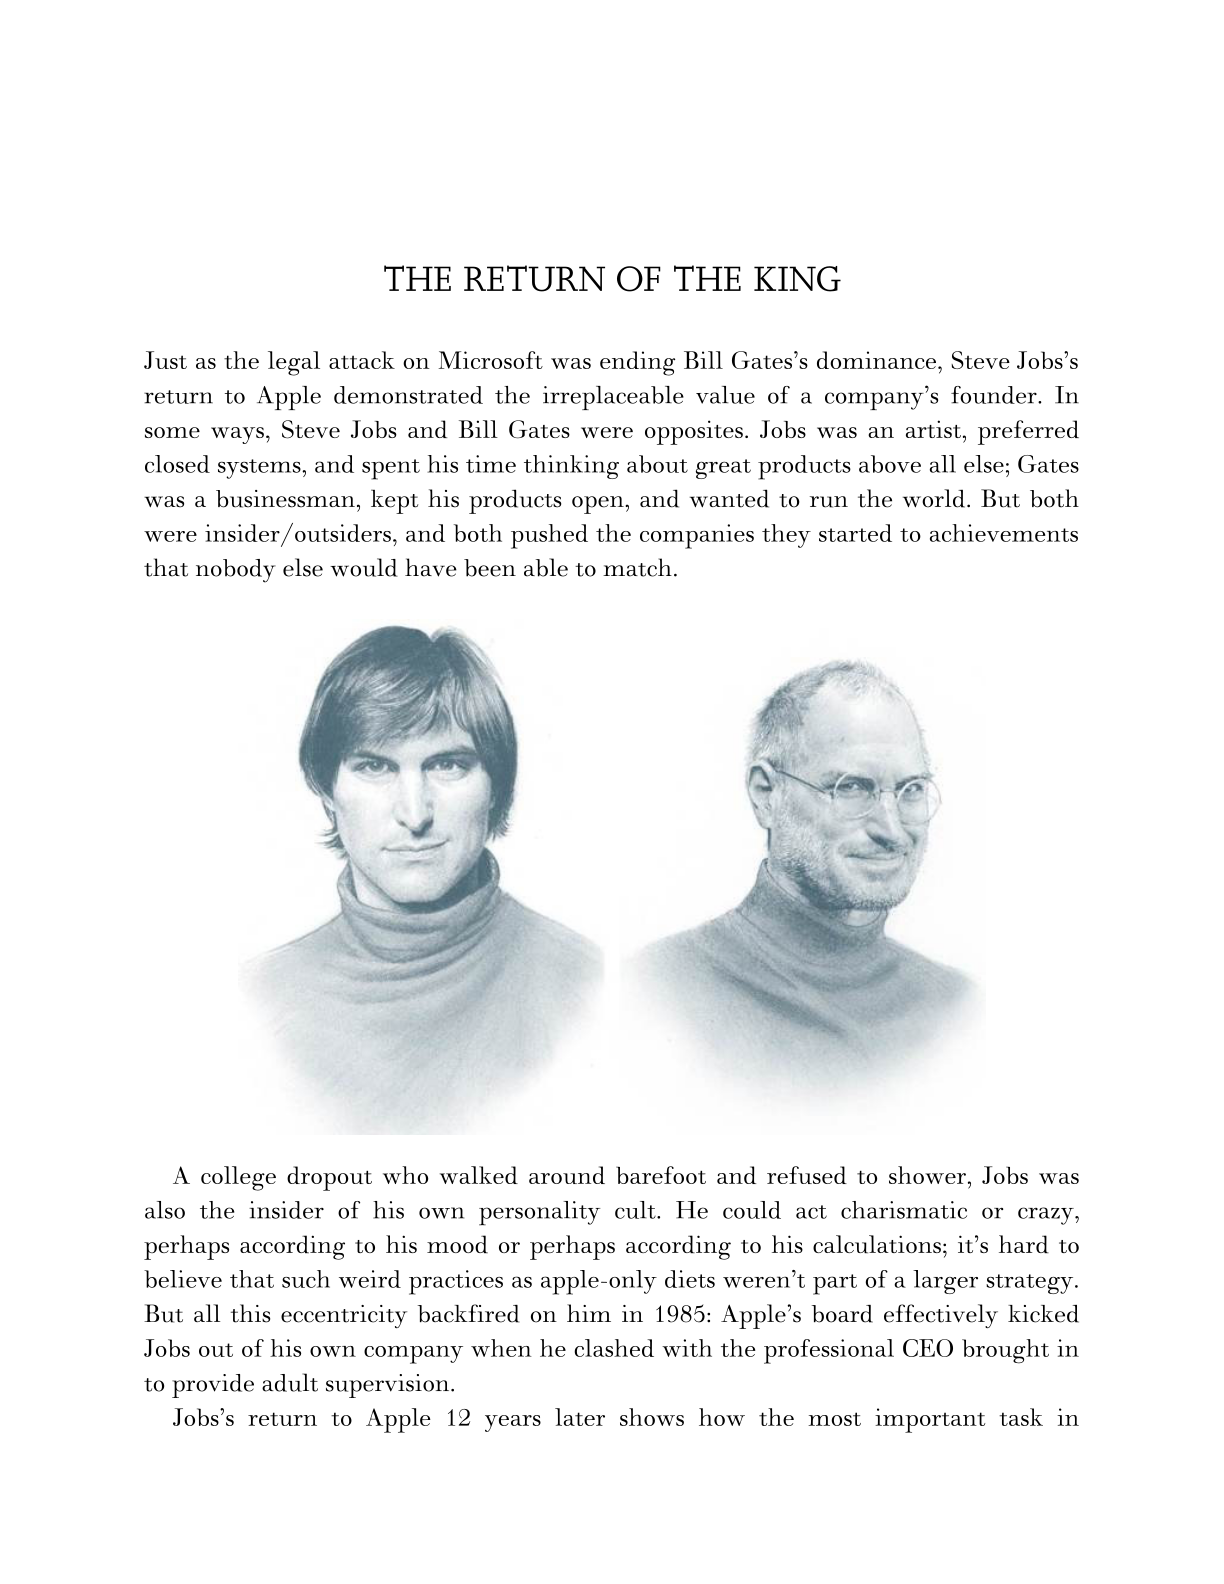 THE RETURN OF THE KING
Just as the legal attack on Microsoft was ending Bill Gates’s dominance, Steve Jobs’s
return to Apple demonstrated the irreplaceable value of a company’s founder. In
some ways, Steve Jobs and Bill Gates were opposites. Jobs was an artist, preferred
closed systems, and spent his time thinking about great products above all else; Gates
was a businessman, kept his products open, and wanted to run the world. But both
were insider/outsiders, and both pushed the companies they started to achievements
that nobody else would have been able to match.
A college dropout who walked around barefoot and refused to shower, Jobs was
also the insider of his own personality cult. He could act charismatic or crazy,
perhaps according to his mood or perhaps according to his calculations; it’s hard to
believe that such weird practices as apple-only diets weren’t part of a larger strategy.
But all this eccentricity backfired on him in 1985: Apple’s board effectively kicked
Jobs out of his own company when he clashed with the professional CEO brought in
to provide adult supervision.
Jobs’s return to Apple 12 years later shows how the most important task in